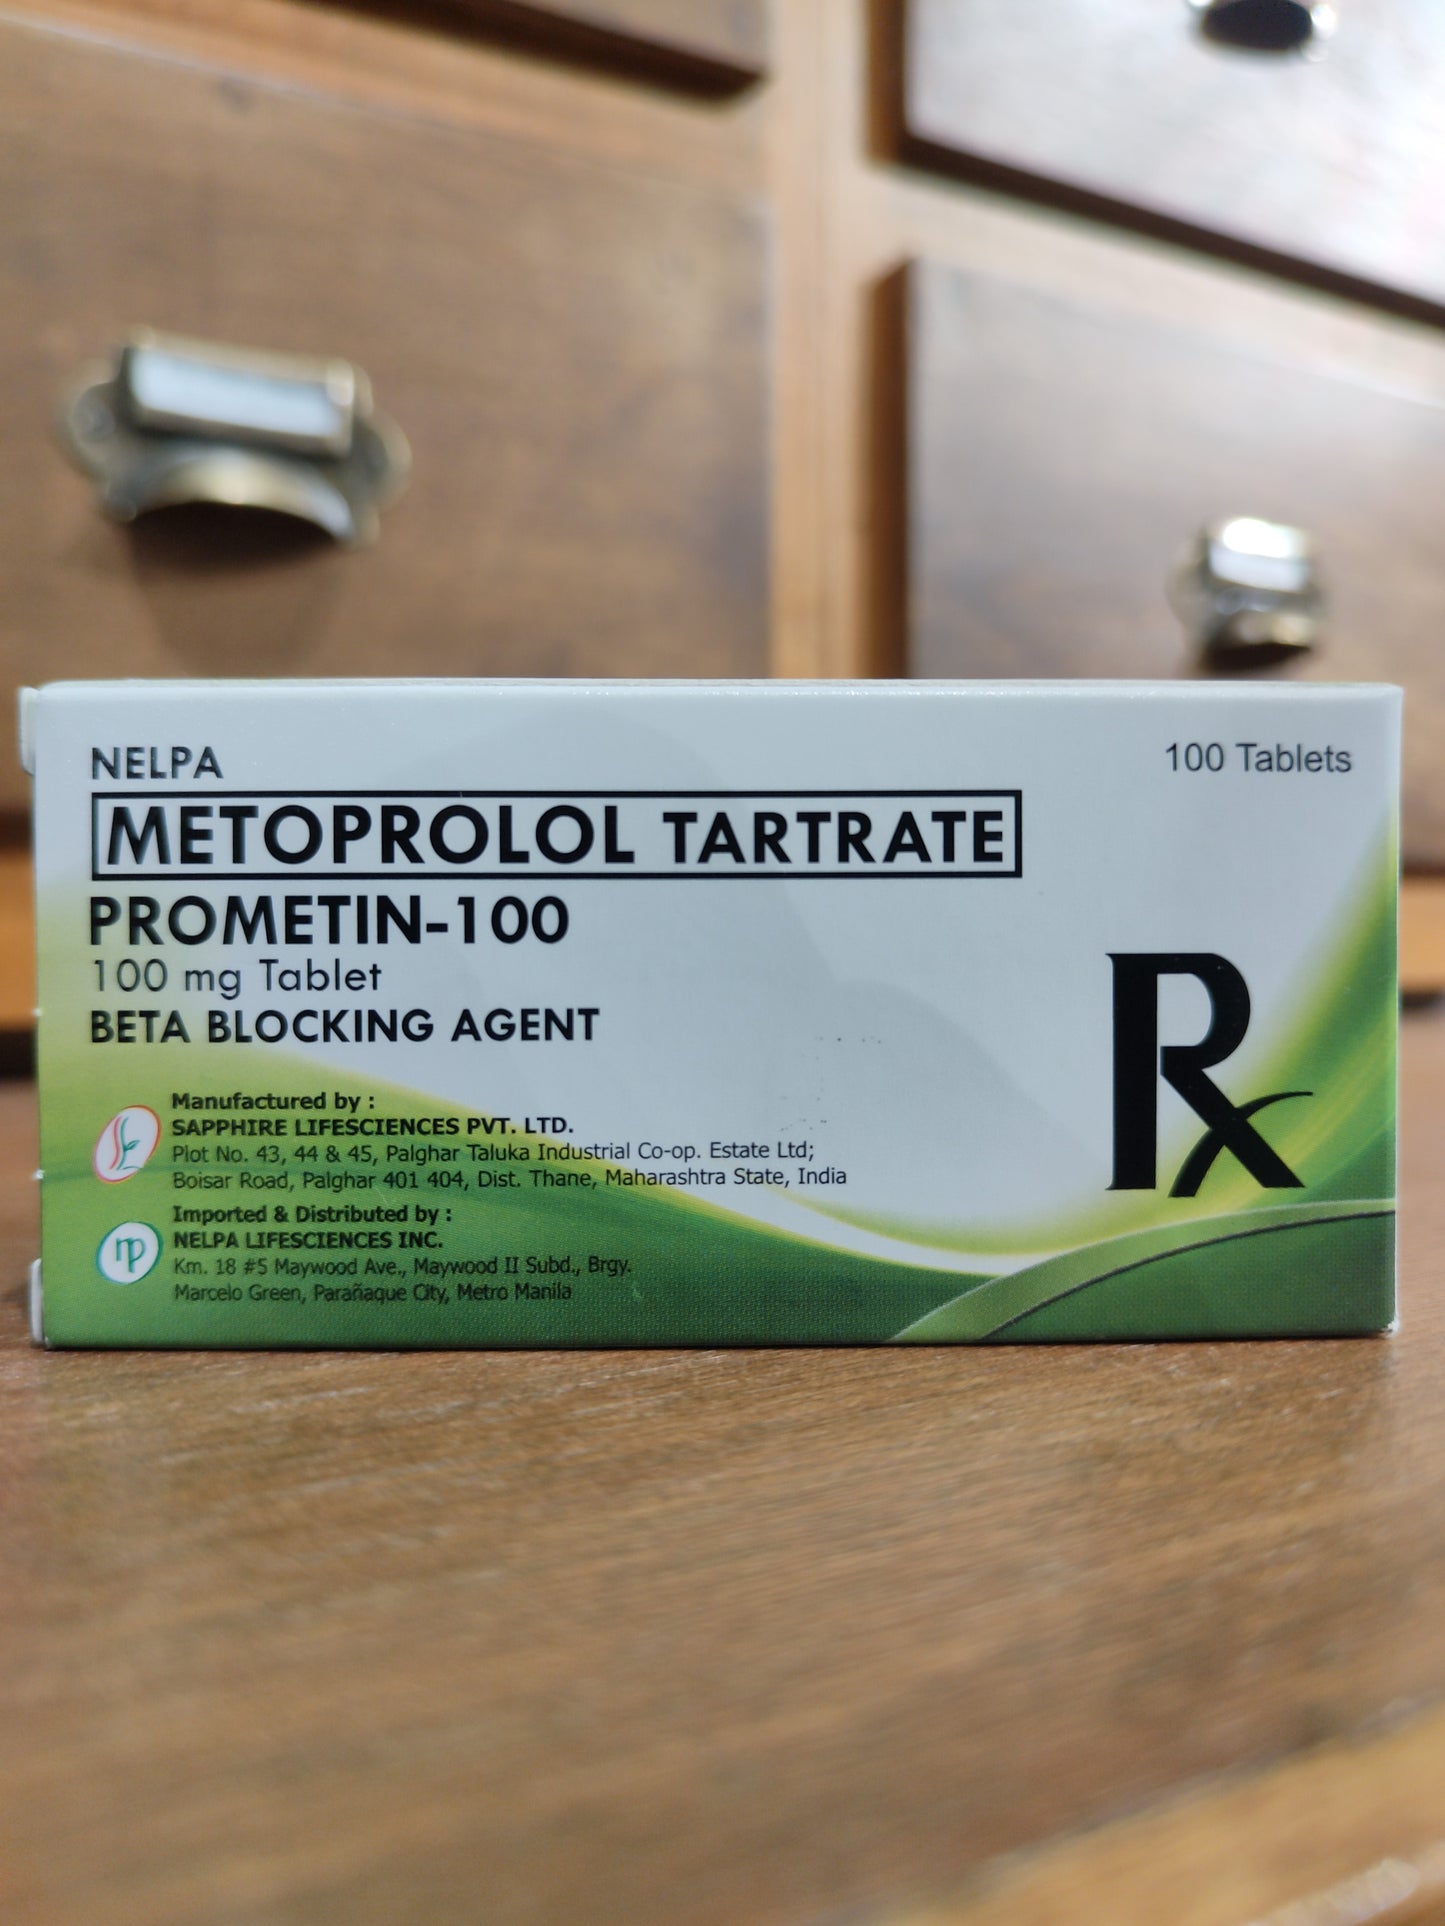 NELPA
100 Tablets
METOPROLOL TARTRATE
PROMETIN-100
100 mg Tablet
BETA BLOCKING AGENT
Rx
Manufactured by :
SAPPHIRE LIFESCIENCES PVT. LTD.
Plot No. 43, 44 & 45, Palghar Taluka Industrial Co-op. Estate Ltd;
Boisar Road, Palghar 401 404, Dist. Thane, Maharashtra State, India
Imported & Distributed by :
np
NELPA LIFESCIENCES INC.
Km. 18 #5 Maywood Ave., Maywood II Subd., Brgy.
Marcelo Green, Parañaque City, Metro Manila